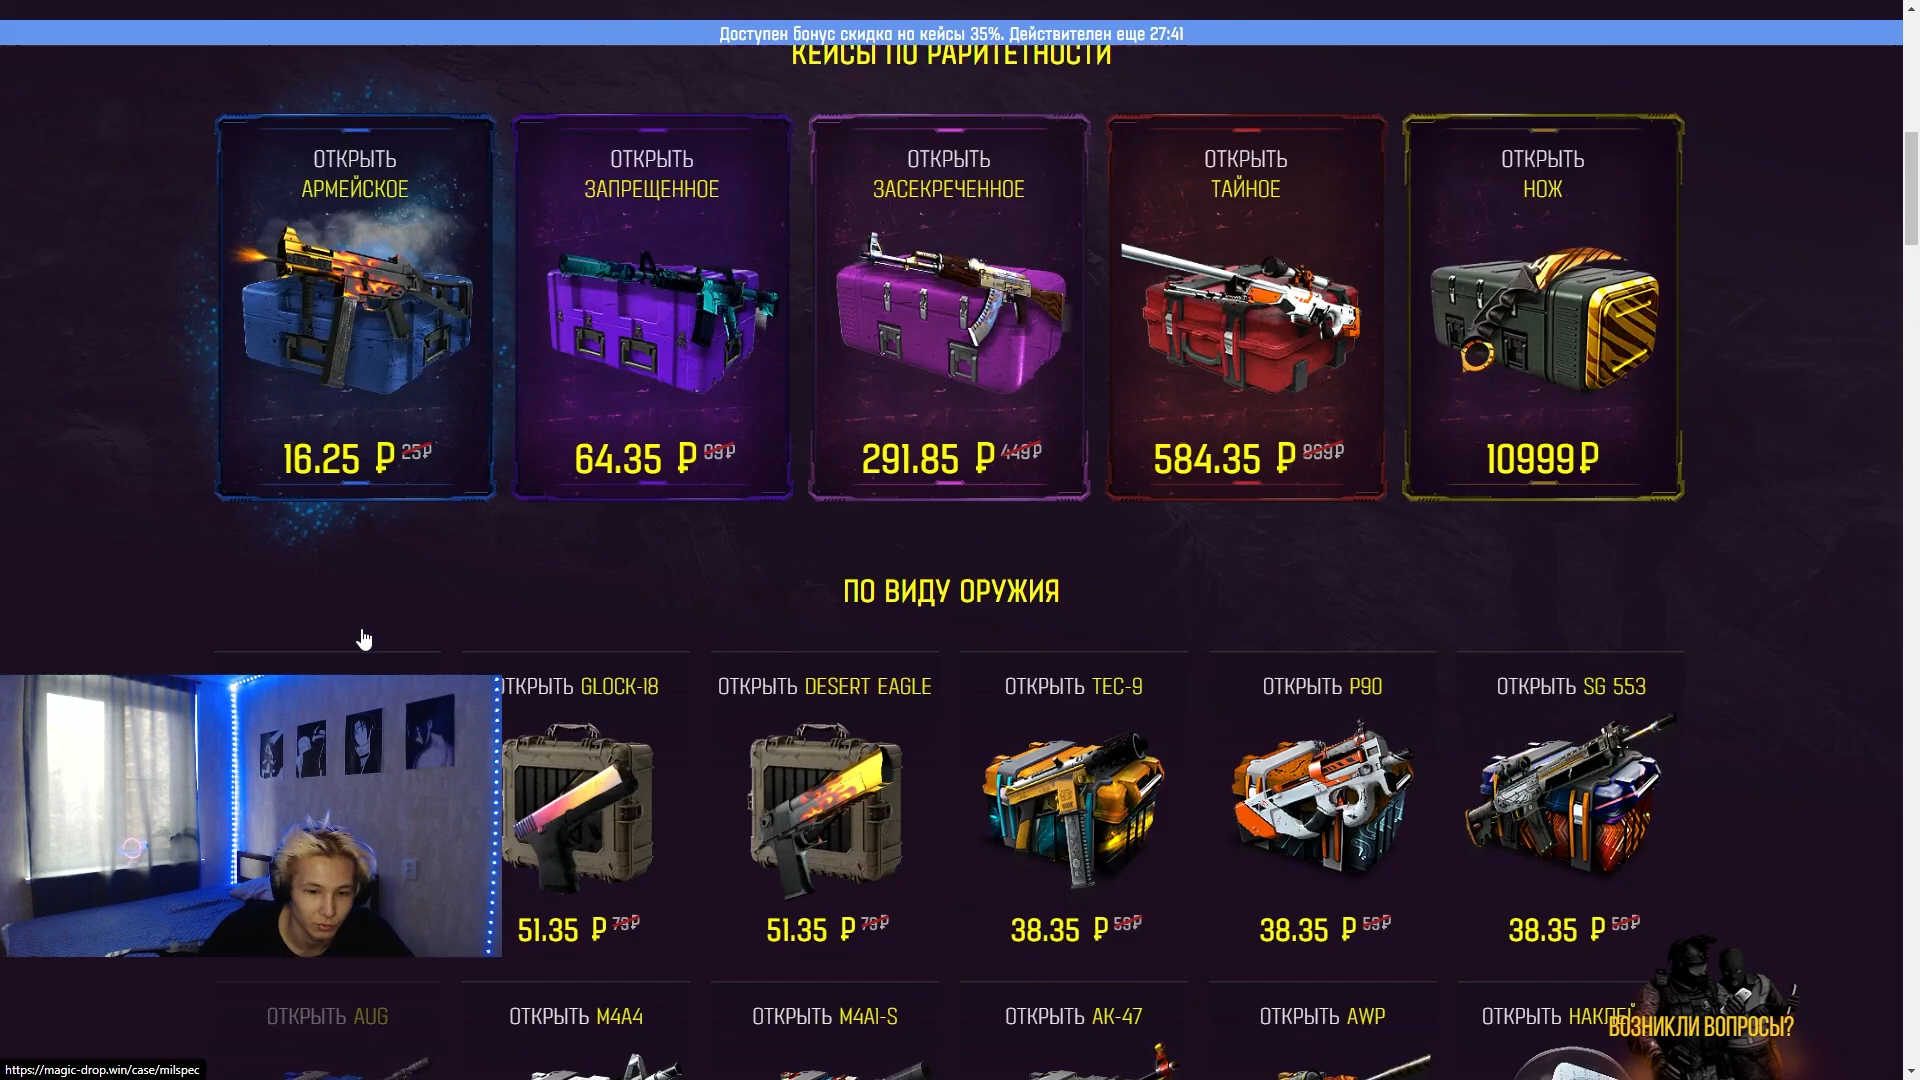 Доступен бонус скидка на кейсы 35%. Действителен еще 27:41
КЕЙСЫ ПО РАРИТЕТНОСТИ
ОТКРЫТЬ
АРМЕЙСКОЕ
16.25 ₽ 25₽
ОТКРЫТЬ
ЗАПРЕЩЕННОЕ
64.35 ₽ 99₽
ОТКРЫТЬ
ЗАСЕКРЕЧЕННОЕ
291.85 ₽ 449₽
ОТКРЫТЬ
ТАЙНОЕ
584.35 ₽ 899₽
ОТКРЫТЬ
НОЖ
10999₽
ПО ВИДУ ОРУЖИЯ
ТКРЫТЬ GLOCK-18
51.35 ₽ 79₽
ОТКРЫТЬ DESERT EAGLE
51.35 ₽ 79₽
ОТКРЫТЬ TEC-9
38.35 ₽ 59₽
ОТКРЫТЬ P90
38.35 ₽ 59₽
ОТКРЫТЬ SG 553
38.35 ₽ 59₽
ОТКРЫТЬ AUG
ОТКРЫТЬ M4A4
ОТКРЫТЬ M4A1-S
ОТКРЫТЬ AK-47
ОТКРЫТЬ AWP
ОТКРЫТЬ НАКЛЕЙ
ВОЗНИКЛИ ВОПРОСЫ?
https://magic-drop.win/case/milspec